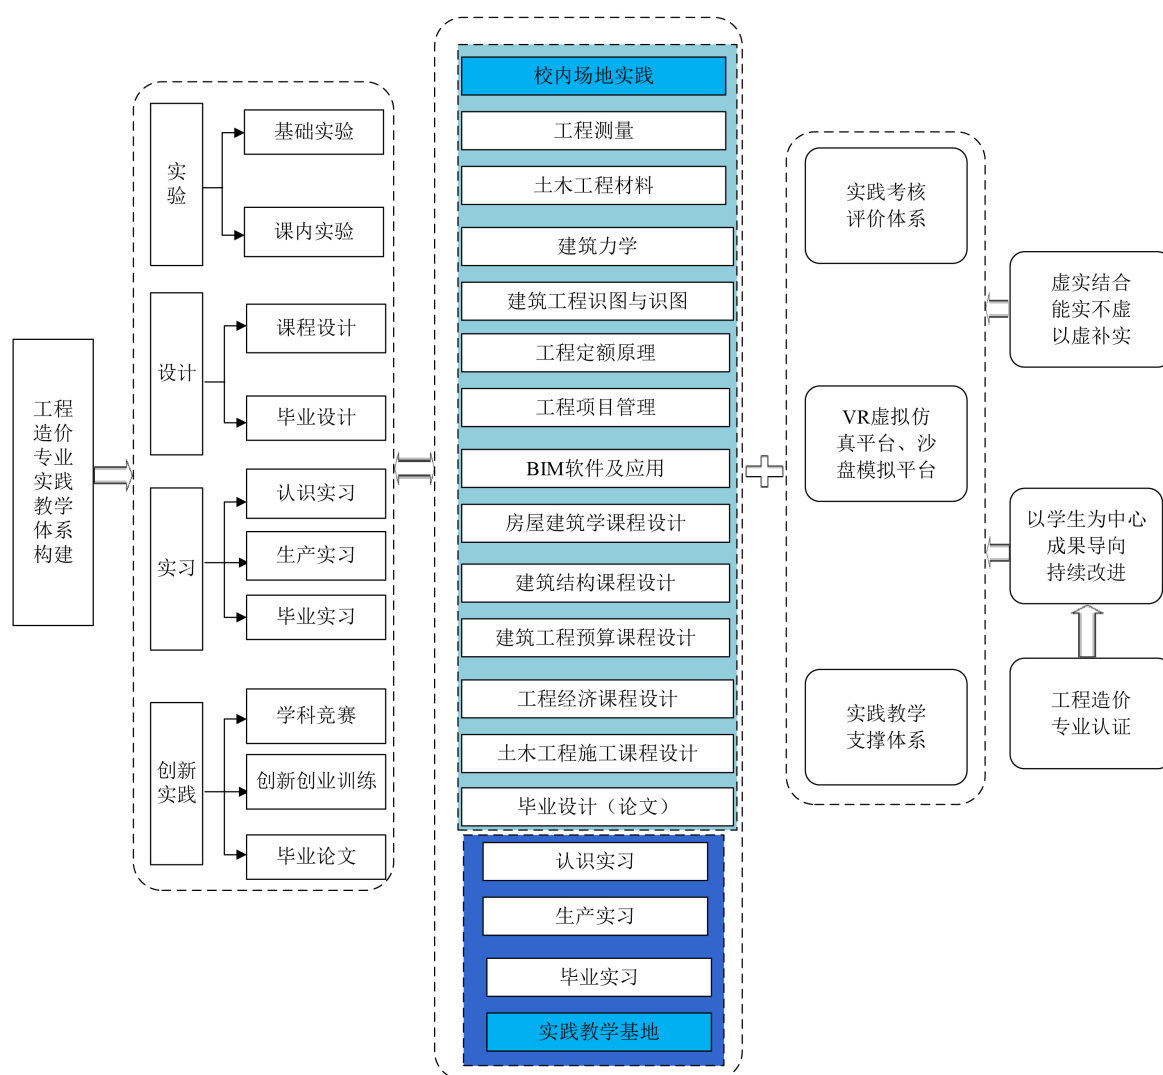 工程
造价
专业
实践
教学
体系
构建
实
验
基础实验
课内实验
设计
课程设计
毕业设计
实习
认识实习
生产实习
毕业实习
创新
实践
学科竞赛
创新创业训练
毕业论文
校内场地实践
工程测量
土木工程材料
建筑力学
建筑工程识图与识图
工程定额原理
工程项目管理
BIM软件及应用
房屋建筑学课程设计
建筑结构课程设计
建筑工程预算课程设计
工程经济课程设计
土木工程施工课程设计
毕业设计（论文）
认识实习
生产实习
毕业实习
实践教学基地
实践考核
评价体系
VR虚拟仿
真平台、沙
盘模拟平台
实践教学
支撑体系
虚实结合
能实不虚
以虚补实
以学生为中心
成果导向
持续改进
工程造价
专业认证